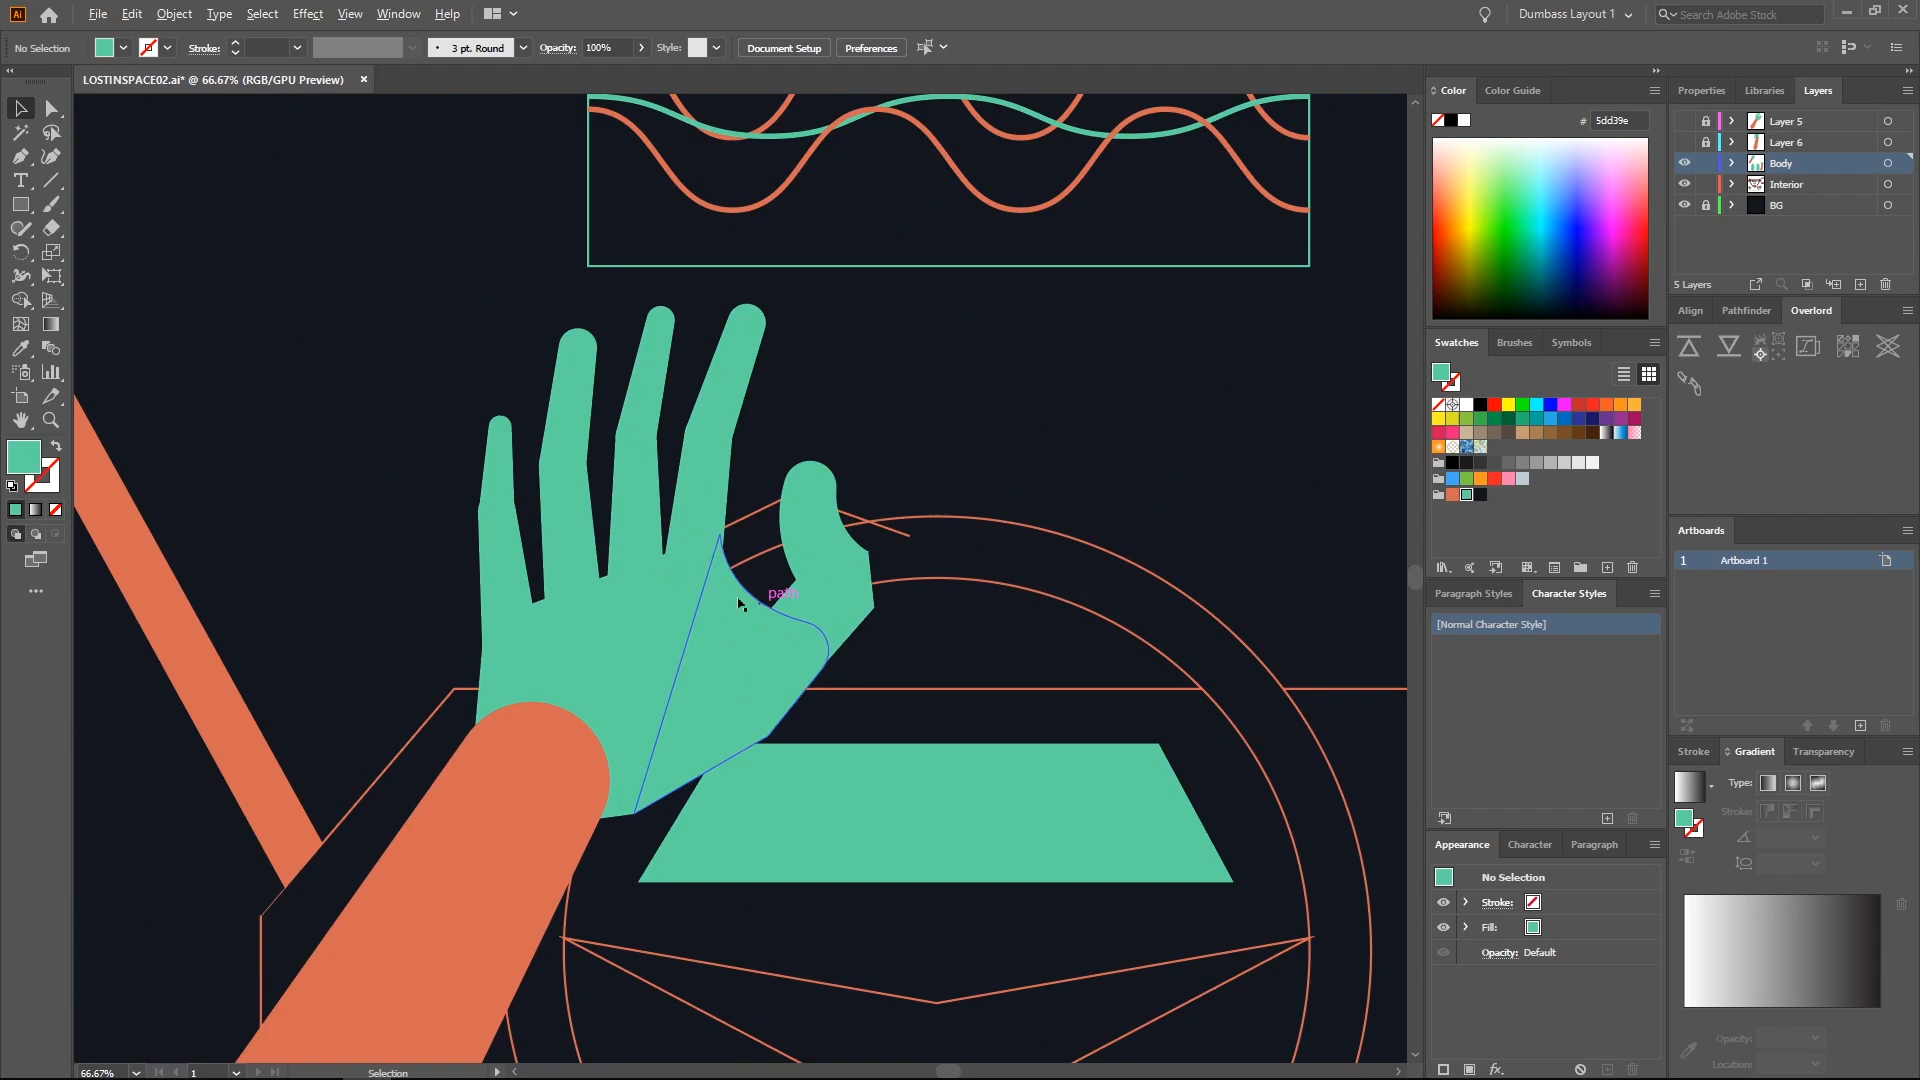 Ai File Edit Object Type Select Effect View Window Help Dumbass Layout 1 Search Adobe Stock
No Selection Stroke: 3 pt. Round Opacity: 100% Style: Document Setup Preferences
LOSTINSPACE02.ai* @ 66.67% (RGB/GPU Preview) ×
Color Color Guide
# 5dd39e
Properties Libraries Layers
Layer 5
Layer 6
Body
Interior
BG
5 Layers
Align Pathfinder Overlord
Swatches Brushes Symbols
Artboards
1 Artboard 1
Paragraph Styles Character Styles
[Normal Character Style]
path
Stroke Gradient Transparency
Type:
Stroke:
Opacity:
Location:
Appearance Character Paragraph
No Selection
Stroke:
Fill:
Opacity: Default
fx.
66.67% 1 Selection